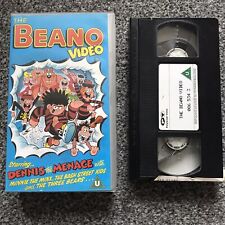 THE
BEANO
VIDEO
Starring...
DENNIS THE MENACE with
MINNIE THE MINX, THE BASH STREET KIDS
and THE THREE BEARS
U
THE BEANO VIDEO